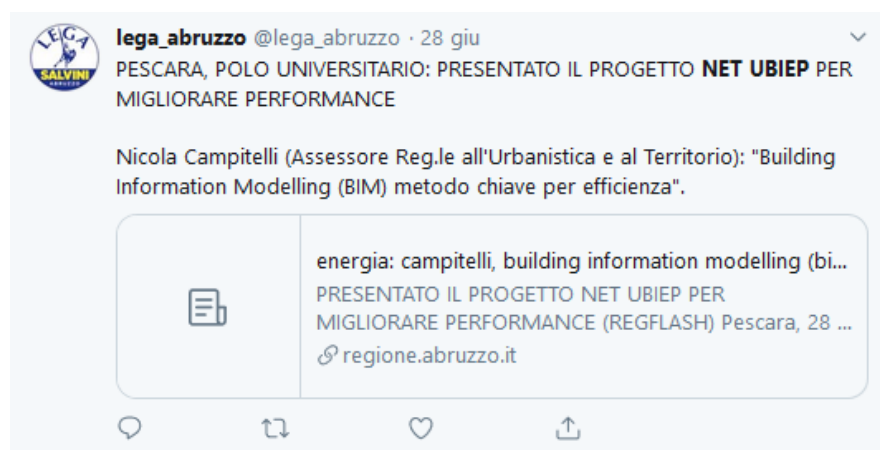 LEGA
SALVINI
ABRUZZO
lega_abruzzo @lega_abruzzo · 28 giu
PESCARA, POLO UNIVERSITARIO: PRESENTATO IL PROGETTO NET UBIEP PER
MIGLIORARE PERFORMANCE
Nicola Campitelli (Assessore Reg.le all'Urbanistica e al Territorio): "Building
Information Modelling (BIM) metodo chiave per efficienza".
energia: campitelli, building information modelling (bi...
PRESENTATO IL PROGETTO NET UBIEP PER
MIGLIORARE PERFORMANCE (REGFLASH) Pescara, 28 ...
regione.abruzzo.it